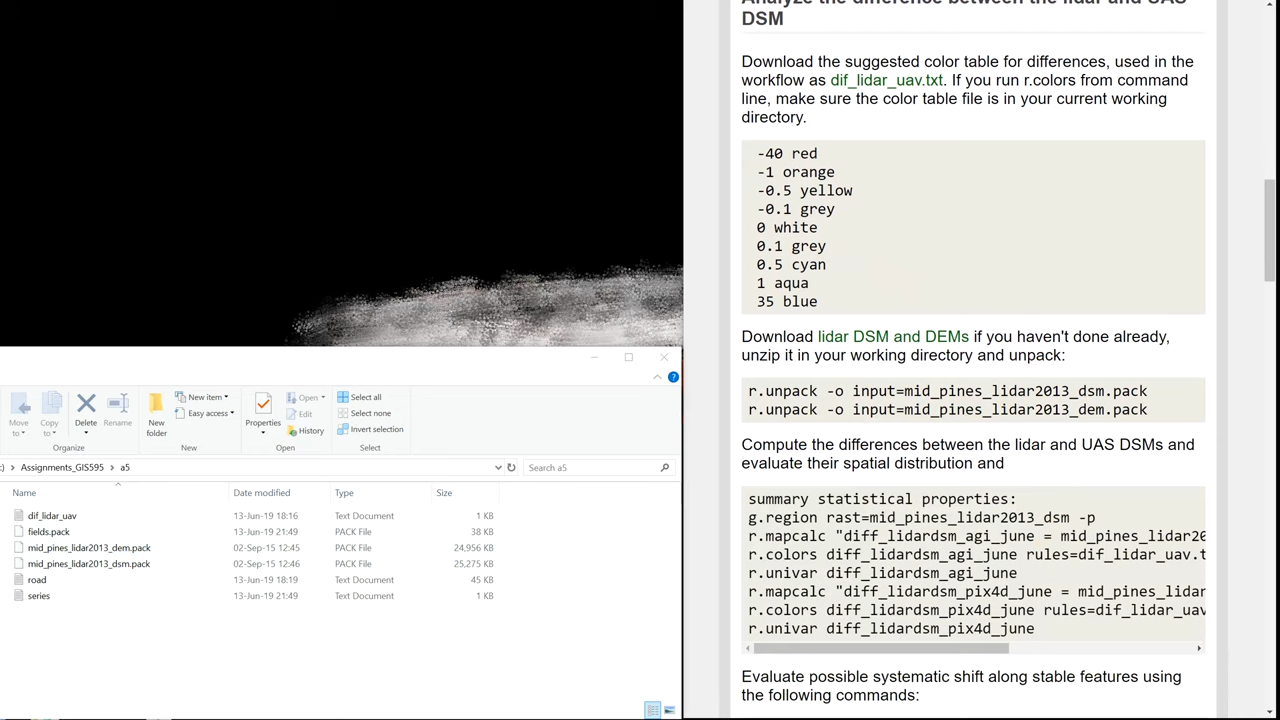 Analyze the difference between the lidar and UAS
DSM
Download the suggested color table for differences, used in the
workflow as dif_lidar_uav.txt. If you run r.colors from command
line, make sure the color table file is in your current working
directory.
-40 red
-1 orange
-0.5 yellow
-0.1 grey
0 white
0.1 grey
0.5 cyan
1 aqua
35 blue
Download lidar DSM and DEMs if you haven't done already,
unzip it in your working directory and unpack:
r.unpack -o input=mid_pines_lidar2013_dsm.pack
r.unpack -o input=mid_pines_lidar2013_dem.pack
Compute the differences between the lidar and UAS DSMs and
evaluate their spatial distribution and
summary statistical properties:
g.region rast=mid_pines_lidar2013_dsm -p
r.mapcalc "diff_lidardsm_agi_june = mid_pines_lidar20
r.colors diff_lidardsm_agi_june rules=dif_lidar_uav.t
r.univar diff_lidardsm_agi_june
r.mapcalc "diff_lidardsm_pix4d_june = mid_pines_lidar
r.colors diff_lidardsm_pix4d_june rules=dif_lidar_uav
r.univar diff_lidardsm_pix4d_june
Evaluate possible systematic shift along stable features using
the following commands:
Move
to
Copy
to
Delete
Rename
Organize
New
folder
New item
Easy access
New
Properties
Open
Edit
History
Open
Select all
Select none
Invert selection
Select
:) Assignments_GIS595 a5
Search a5
Name Date modified Type Size
dif_lidar_uav 13-Jun-19 18:16 Text Document 1 KB
fields.pack 13-Jun-19 21:49 PACK File 38 KB
mid_pines_lidar2013_dem.pack 02-Sep-15 12:45 PACK File 24,956 KB
mid_pines_lidar2013_dsm.pack 02-Sep-15 12:46 PACK File 25,275 KB
road 13-Jun-19 18:19 Text Document 45 KB
series 13-Jun-19 21:49 Text Document 1 KB